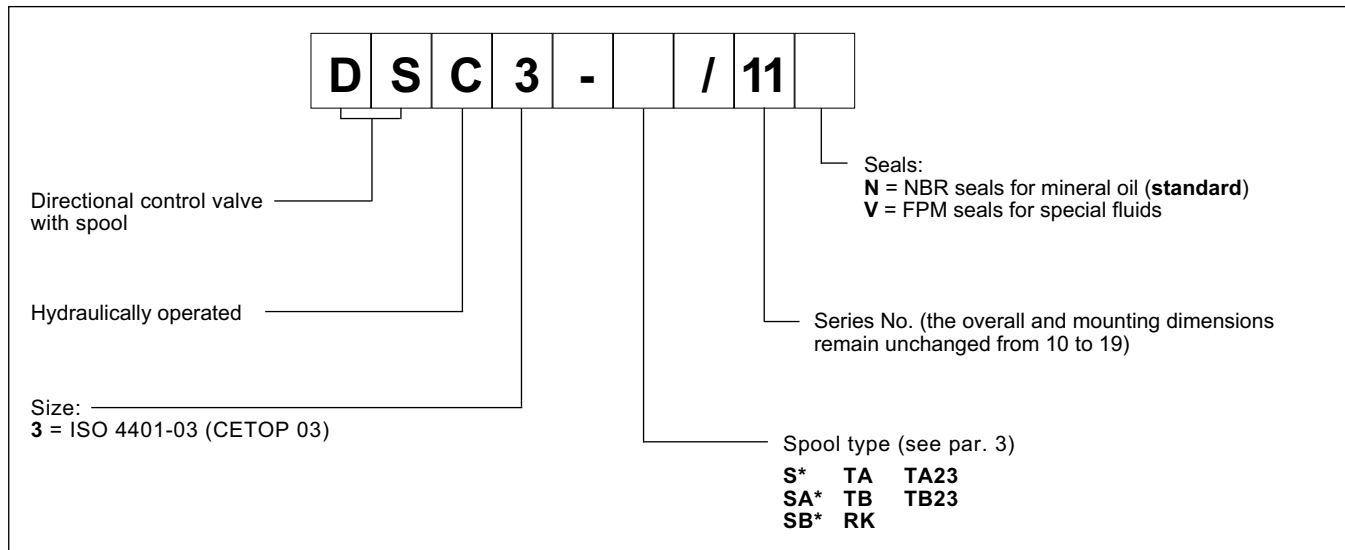 D S C 3 - / 11
Directional control valve
with spool
Hydraulically operated
Size:
3 = ISO 4401-03 (CETOP 03)
Seals:
N = NBR seals for mineral oil (standard)
V = FPM seals for special fluids
Series No. (the overall and mounting dimensions
remain unchanged from 10 to 19)
Spool type (see par. 3)
S* TA TA23
SA* TB TB23
SB* RK